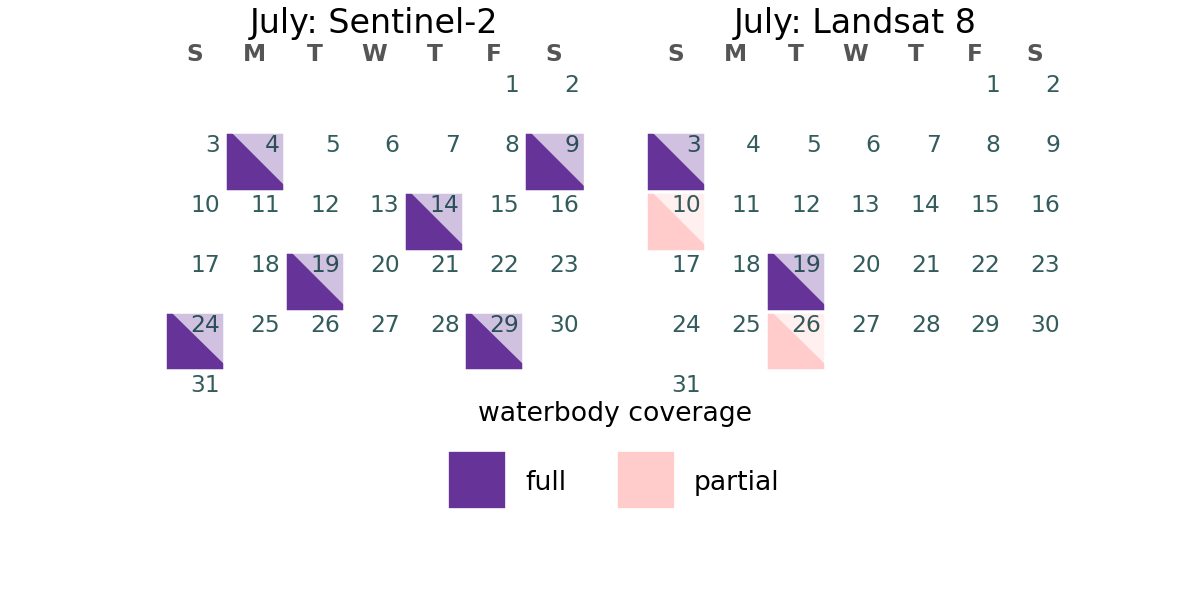 July: Sentinel-2
S M T W T F S
1 2
3 4 5 6 7 8 9
10 11 12 13 14 15 16
17 18 19 20 21 22 23
24 25 26 27 28 29 30
31
July: Landsat 8
S M T W T F S
1 2
3 4 5 6 7 8 9
10 11 12 13 14 15 16
17 18 19 20 21 22 23
24 25 26 27 28 29 30
31
waterbody coverage
full
partial